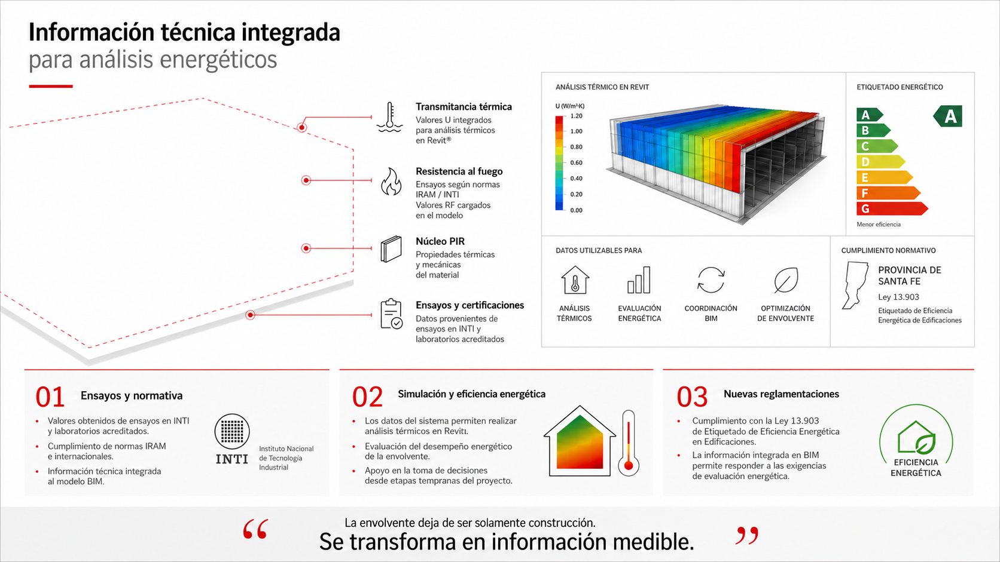 Información técnica integrada
para análisis energéticos
Transmitancia térmica
Valores U integrados
para análisis térmicos
en Revit®
Resistencia al fuego
Ensayos según normas
IRAM / INTI
Valores RF cargados
en el modelo
Núcleo PIR
Propiedades térmicas
y mecánicas
del material
Ensayos y certificaciones
Datos provenientes de
ensayos en INTI y
laboratorios acreditados
ANÁLISIS TÉRMICO EN REVIT
U (W/m²·K)
1.20
1.00
0.80
0.60
0.40
0.20
0.00
ETIQUETADO ENERGÉTICO
A
A
B
C
D
E
F
G
Menor eficiencia
DATOS UTILIZABLES PARA
ANÁLISIS
TÉRMICOS
EVALUACIÓN
ENERGÉTICA
COORDINACIÓN
BIM
OPTIMIZACIÓN
DE ENVOLVENTE
CUMPLIMIENTO NORMATIVO
PROVINCIA DE
SANTA FE
Ley 13.903
Etiquetado de Eficiencia
Energética de Edificaciones
01 Ensayos y normativa
• Valores obtenidos de ensayos en INTI
y laboratorios acreditados.
• Cumplimiento de normas IRAM
e internacionales.
• Información técnica integrada
al modelo BIM.
INTI
Instituto Nacional
de Tecnología
Industrial
02 Simulación y eficiencia energética
• Los datos del sistema permiten realizar
análisis térmicos en Revit.
• Evaluación del desempeño energético
de la envolvente.
• Apoyo en la toma de decisiones
desde etapas tempranas del proyecto.
03 Nuevas reglamentaciones
• Cumplimiento con la Ley 13.903
de Etiquetado de Eficiencia Energética
en Edificaciones.
• La información integrada en BIM
permite responder a las exigencias
de evaluación energética.
EFICIENCIA
ENERGÉTICA
“ La envolvente deja de ser solamente construcción.
Se transforma en información medible. ”